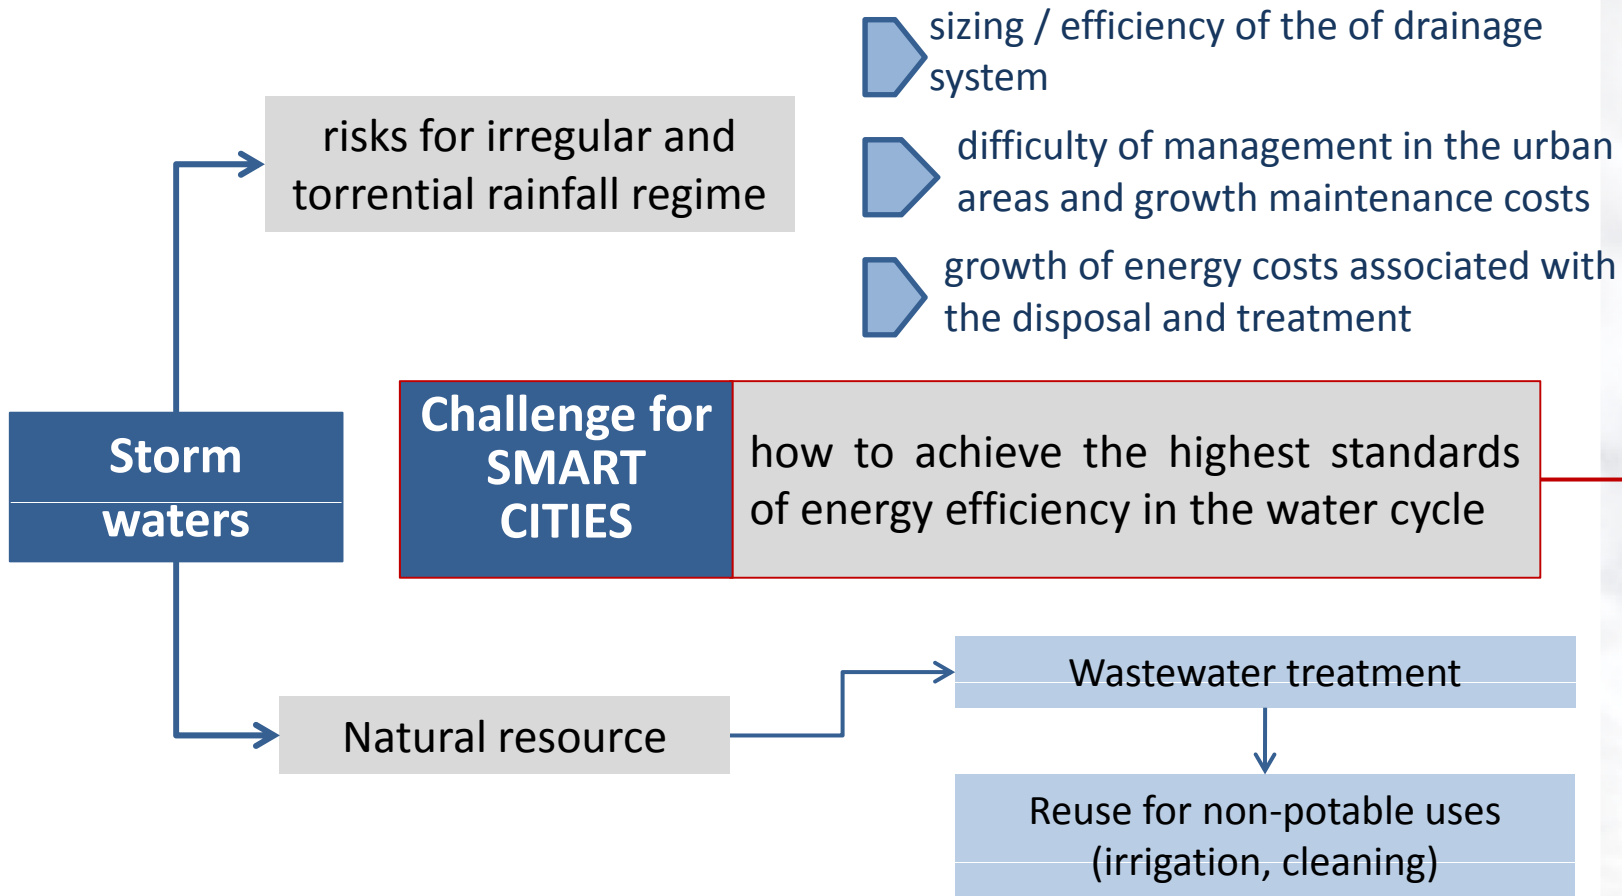 sizing / efficiency of the of drainage
system
risks for irregular and
torrential rainfall regime
difficulty of management in the urban
areas and growth maintenance costs
growth of energy costs associated with
the disposal and treatment
Storm
waters
Challenge for
SMART
CITIES
how to achieve the highest standards
of energy efficiency in the water cycle
Natural resource
Wastewater treatment
Reuse for non-potable uses
(irrigation, cleaning)